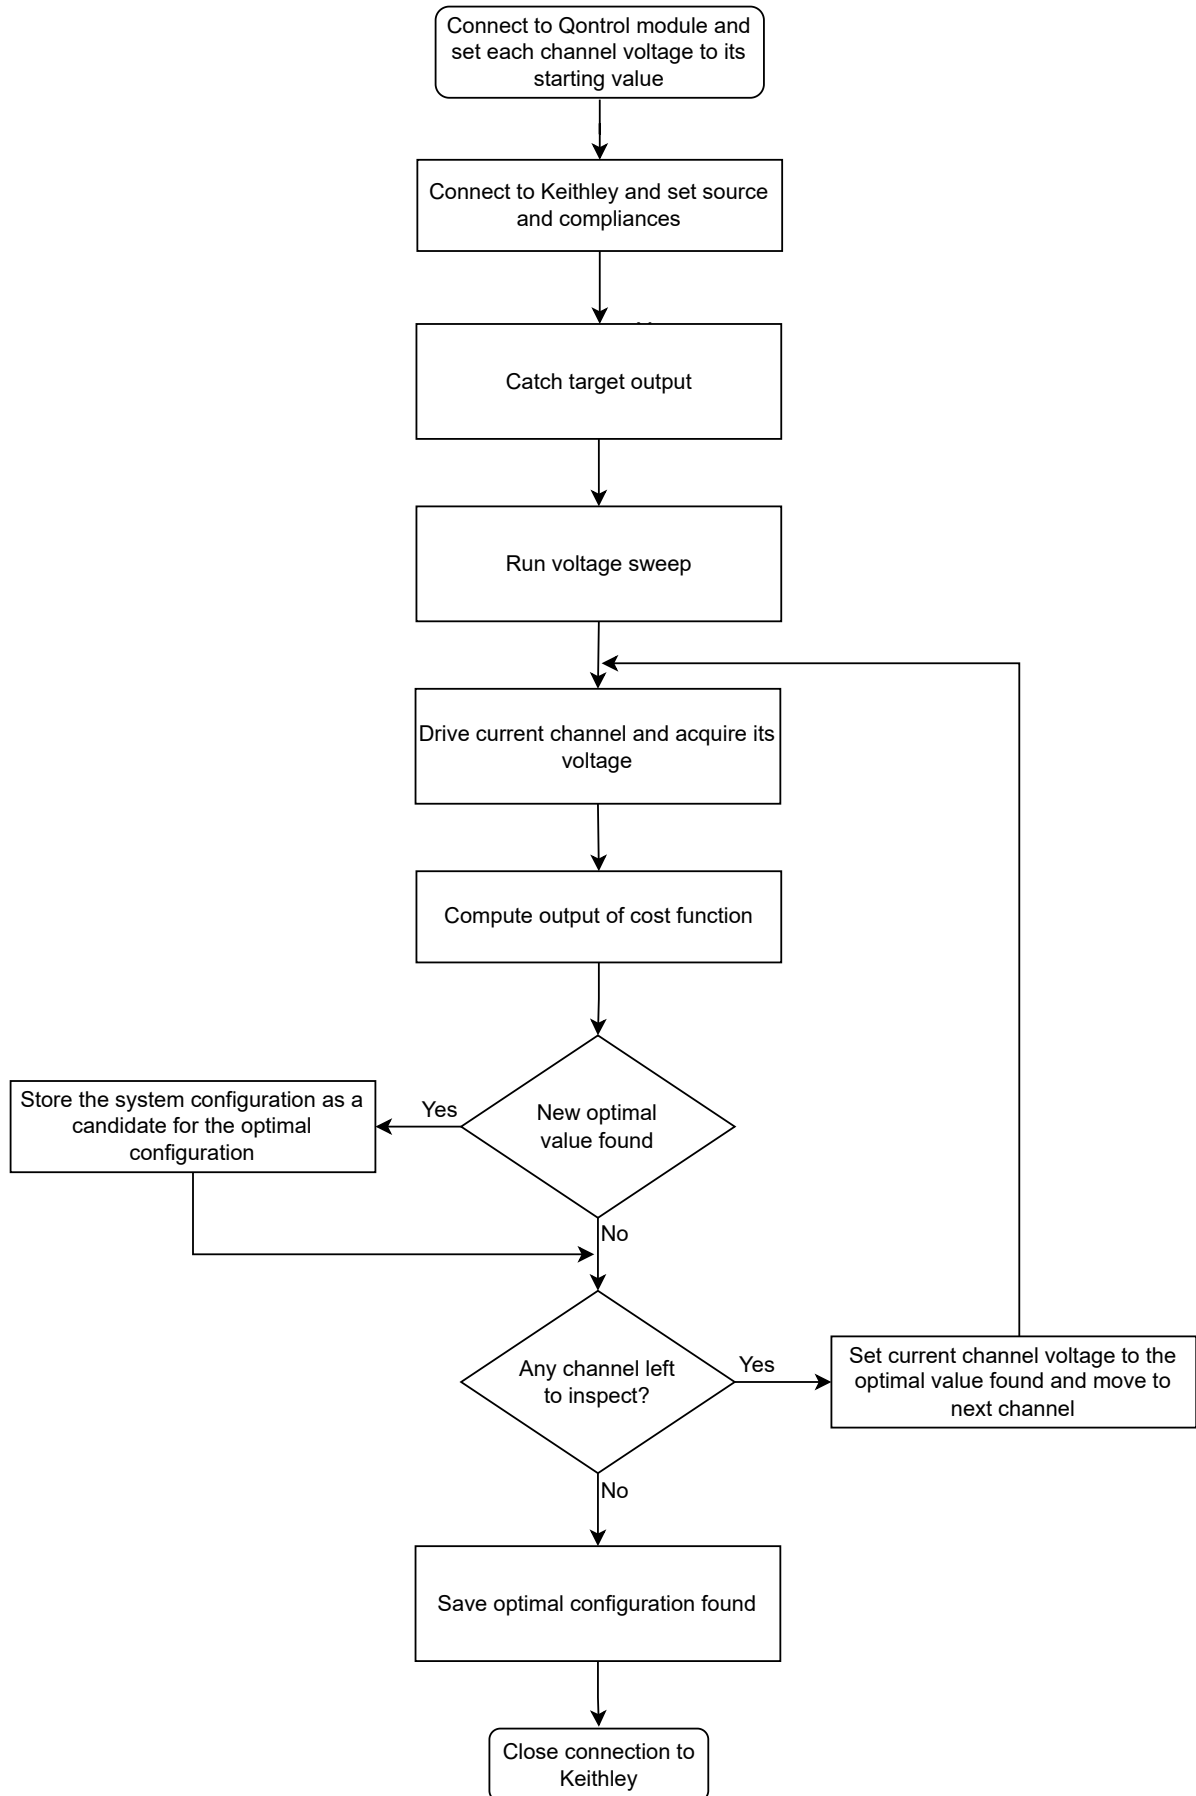 Connect to Qontrol module and
set each channel voltage to its
starting value
Connect to Keithley and set source
and compliances
Catch target output
Run voltage sweep
Drive current channel and acquire its
voltage
Compute output of cost function
New optimal
value found
Yes
Store the system configuration as a
candidate for the optimal
configuration
No
Any channel left
to inspect?
Yes
Set current channel voltage to the
optimal value found and move to
next channel
No
Save optimal configuration found
Close connection to
Keithley